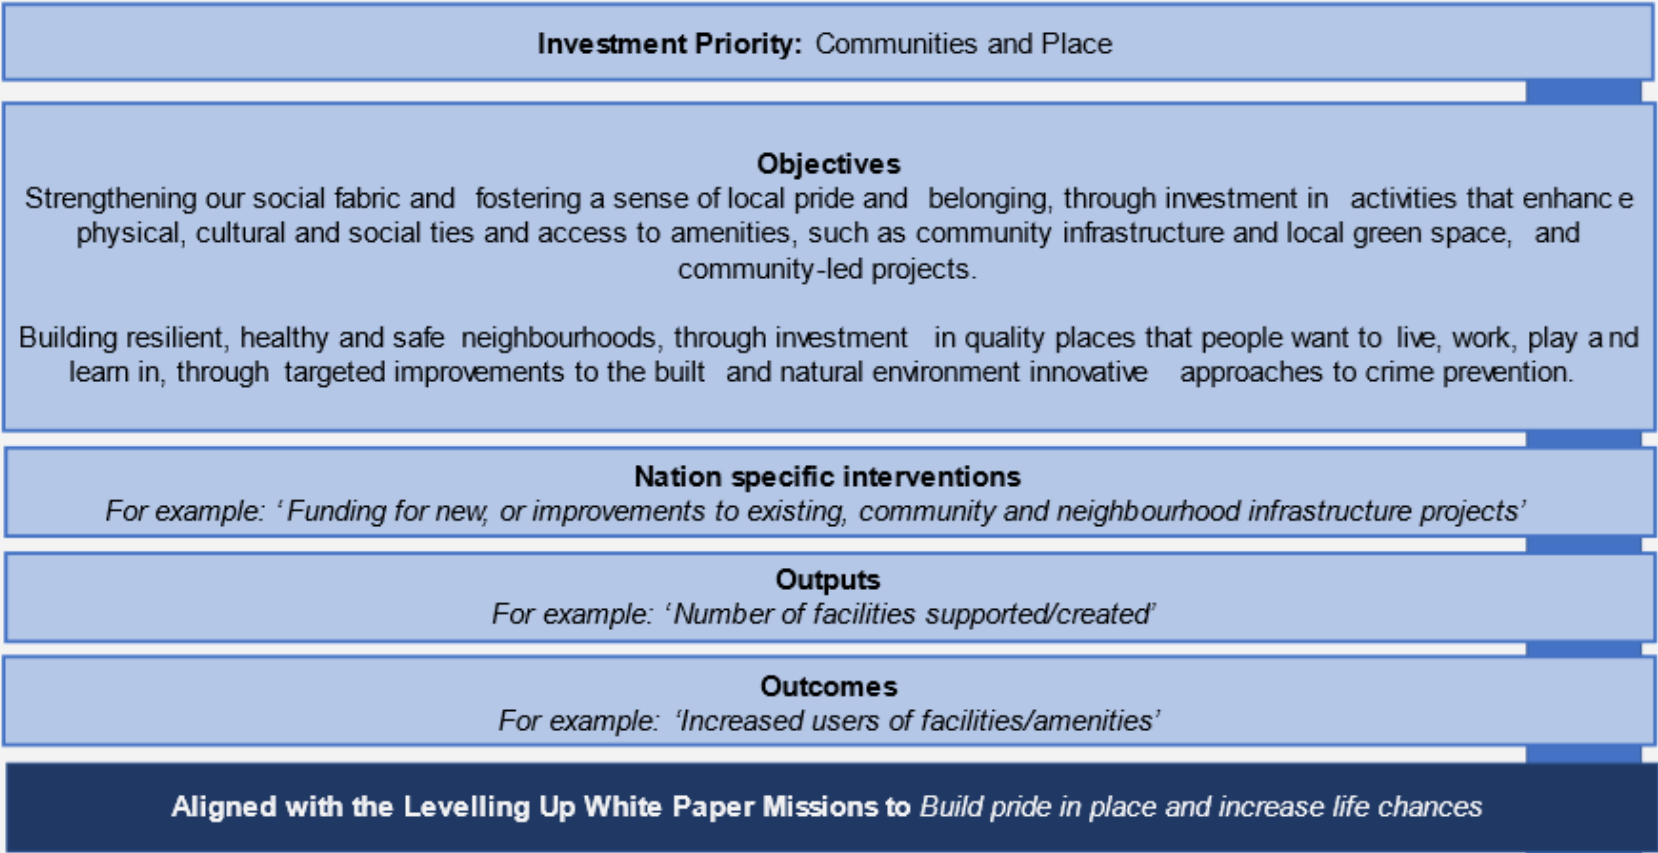 Investment Priority: Communities and Place
Objectives
Strengthening our social fabric and fostering a sense of local pride and belonging, through investment in activities that enhance
physical, cultural and social ties and access to amenities, such as community infrastructure and local green space, and
community-led projects.
Building resilient, healthy and safe neighbourhoods, through investment in quality places that people want to live, work, play and
learn in, through targeted improvements to the built and natural environment innovative approaches to crime prevention.
Nation specific interventions
For example: ‘Funding for new, or improvements to existing, community and neighbourhood infrastructure projects’
Outputs
For example: ‘Number of facilities supported/created’
Outcomes
For example: ‘Increased users of facilities/amenities’
Aligned with the Levelling Up White Paper Missions to Build pride in place and increase life chances